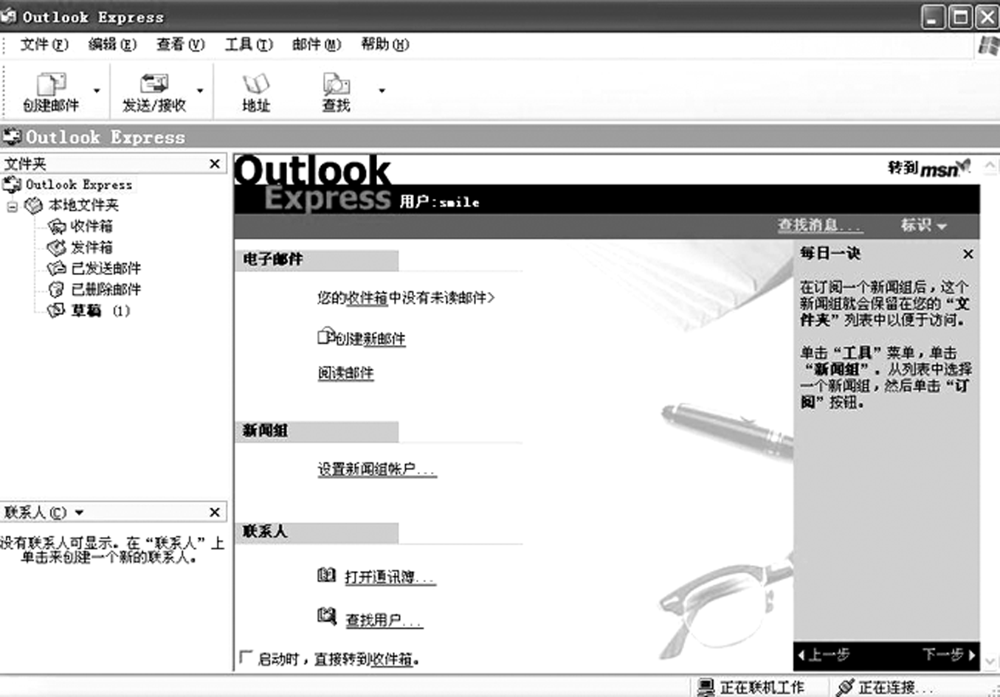 Outlook Express
文件(F) 编辑(E) 查看(V) 工具(T) 邮件(M) 帮助(H)
创建邮件 发送/接收 地址 查找
Outlook Express
文件夹
Outlook Express
本地文件夹
收件箱
发件箱
已发送邮件
已删除邮件
草稿 (1)
联系人(C)
没有联系人可显示。在“联系人”上
单击来创建一个新的联系人。
Outlook
Express 用户:smile
转到msn
查找消息... 标识
电子邮件
您的收件箱中没有未读邮件>
创建新邮件
阅读邮件
新闻组
设置新闻组帐户...
联系人
打开通讯簿...
查找用户...
启动时，直接转到收件箱。
每日一诀
在订阅一个新闻组后，这个
新闻组就会保留在您的“文
件夹”列表中以便于访问。
单击“工具”菜单，单击
“新闻组”。从列表中选择
一个新闻组，然后单击“订
阅”按钮。
上一步 下一步
正在联机工作 正在连接...